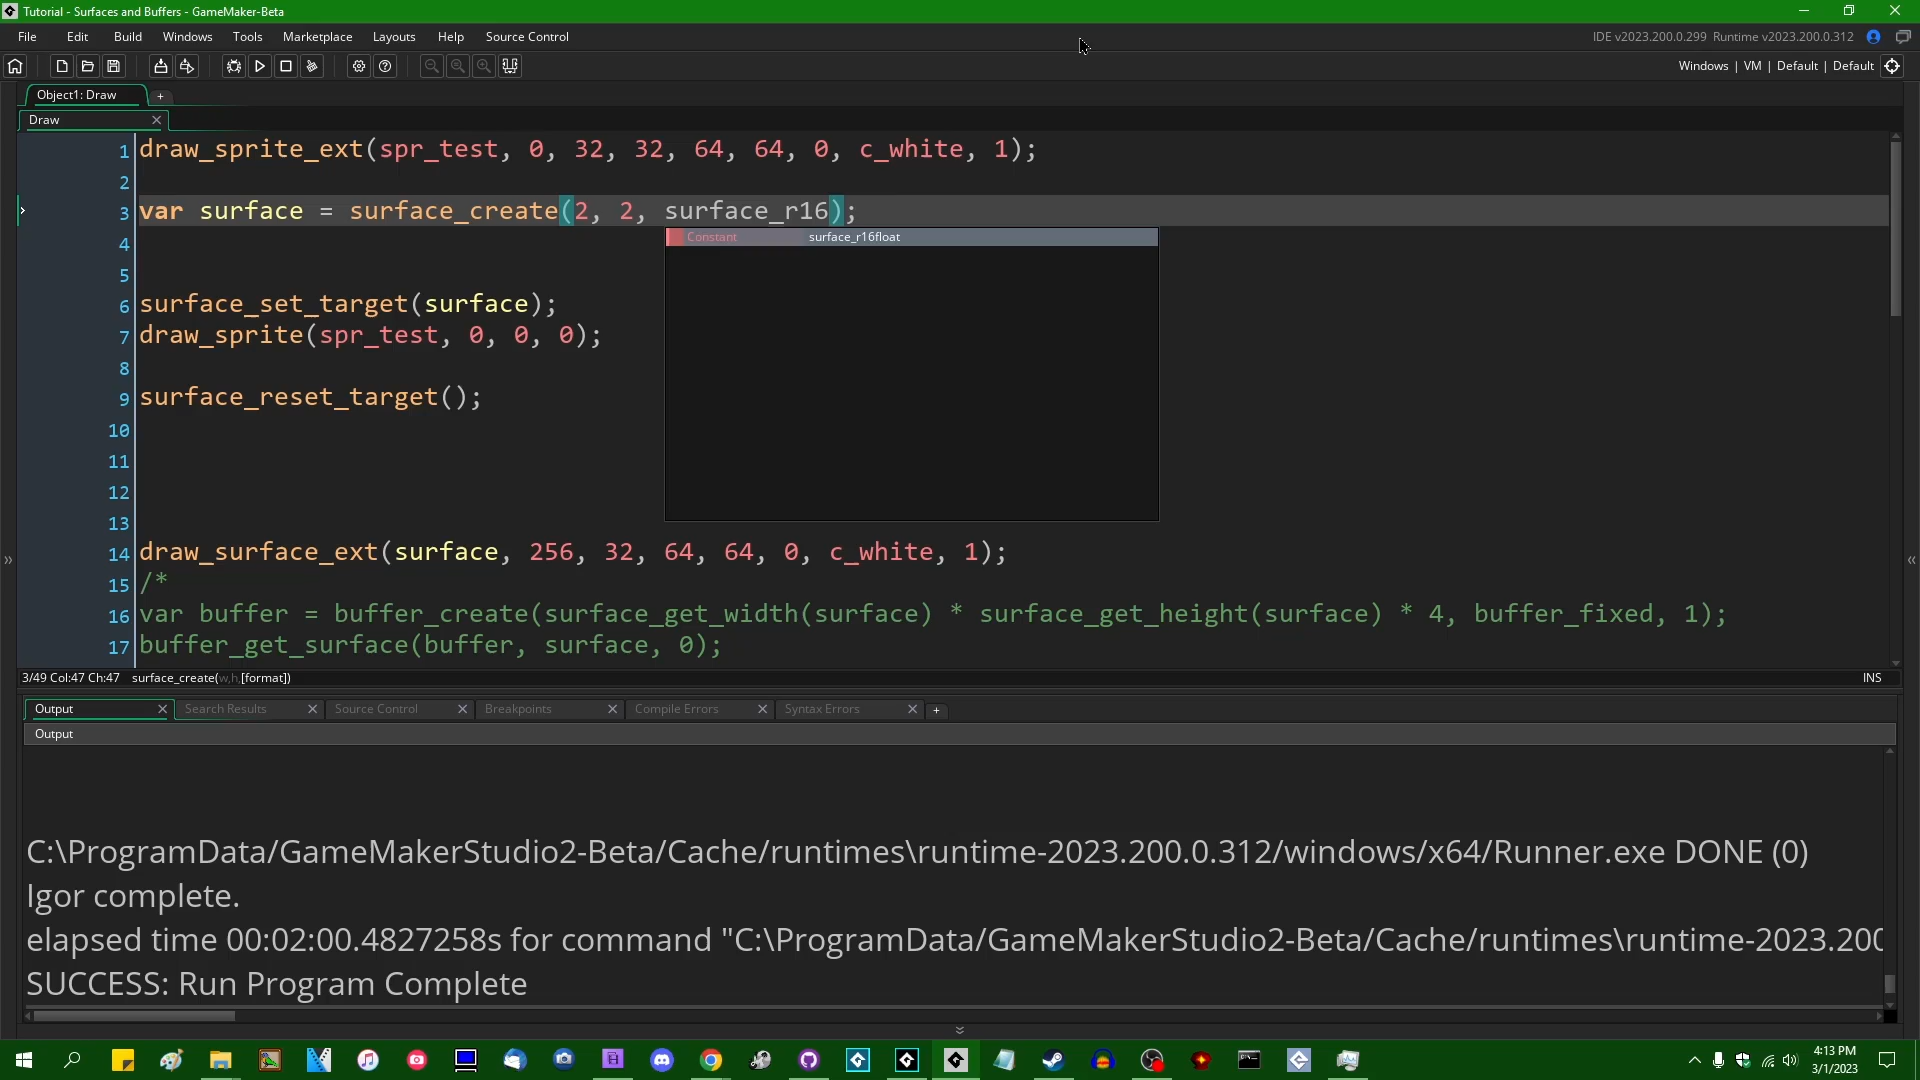 Tutorial - Surfaces and Buffers - GameMaker-Beta
File Edit Build Windows Tools Marketplace Layouts Help Source Control
IDE v2023.200.0.299 Runtime v2023.200.0.312
Windows | VM | Default | Default
Object1: Draw
Draw
1 draw_sprite_ext(spr_test, 0, 32, 32, 64, 64, 0, c_white, 1);
2
3 var surface = surface_create(2, 2, surface_r16);
Constant surface_r16float
4
5
6 surface_set_target(surface);
7 draw_sprite(spr_test, 0, 0, 0);
8
9 surface_reset_target();
10
11
12
13
14 draw_surface_ext(surface, 256, 32, 64, 64, 0, c_white, 1);
15 /*
16 var buffer = buffer_create(surface_get_width(surface) * surface_get_height(surface) * 4, buffer_fixed, 1);
17 buffer_get_surface(buffer, surface, 0);
3/49 Col:47 Ch:47 surface_create(w,h,[format])
INS
Output Search Results Source Control Breakpoints Compile Errors Syntax Errors
Output
C:\ProgramData/GameMakerStudio2-Beta/Cache/runtimes\runtime-2023.200.0.312/windows/x64/Runner.exe DONE (0)
Igor complete.
elapsed time 00:02:00.4827258s for command "C:\ProgramData/GameMakerStudio2-Beta/Cache/runtimes\runtime-2023.200
SUCCESS: Run Program Complete
4:13 PM
3/1/2023